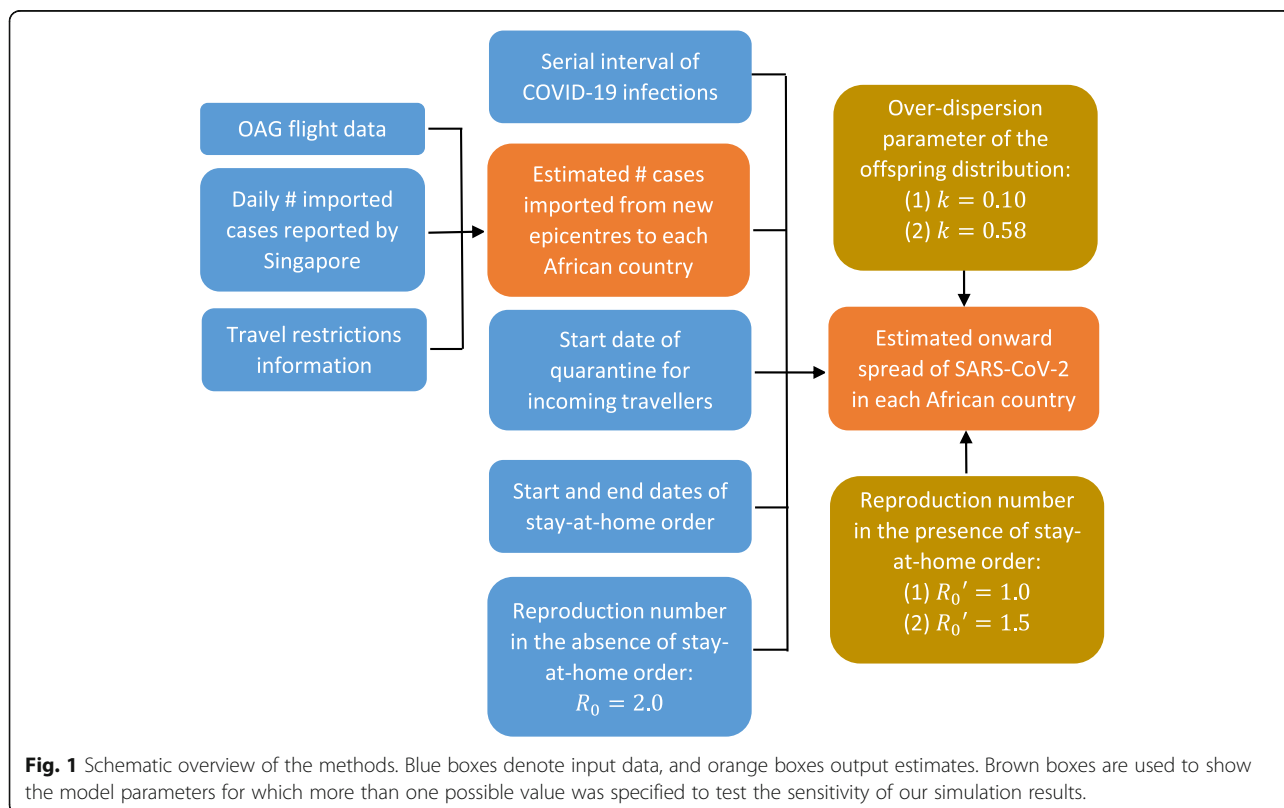 OAG flight data
Daily # imported
cases reported by
Singapore
Travel restrictions
information
Serial interval of
COVID-19 infections
Estimated # cases
imported from new
epicentres to each
African country
Start date of
quarantine for
incoming travellers
Start and end dates of
stay-at-home order
Reproduction number
in the absence of stay-
at-home order:
R₀ = 2.0
Over-dispersion
parameter of the
offspring distribution:
(1) k = 0.10
(2) k = 0.58
Estimated onward
spread of SARS-CoV-2
in each African country
Reproduction number
in the presence of stay-
at-home order:
(1) R₀′ = 1.0
(2) R₀′ = 1.5
Fig. 1 Schematic overview of the methods. Blue boxes denote input data, and orange boxes output estimates. Brown boxes are used to show
the model parameters for which more than one possible value was specified to test the sensitivity of our simulation results.